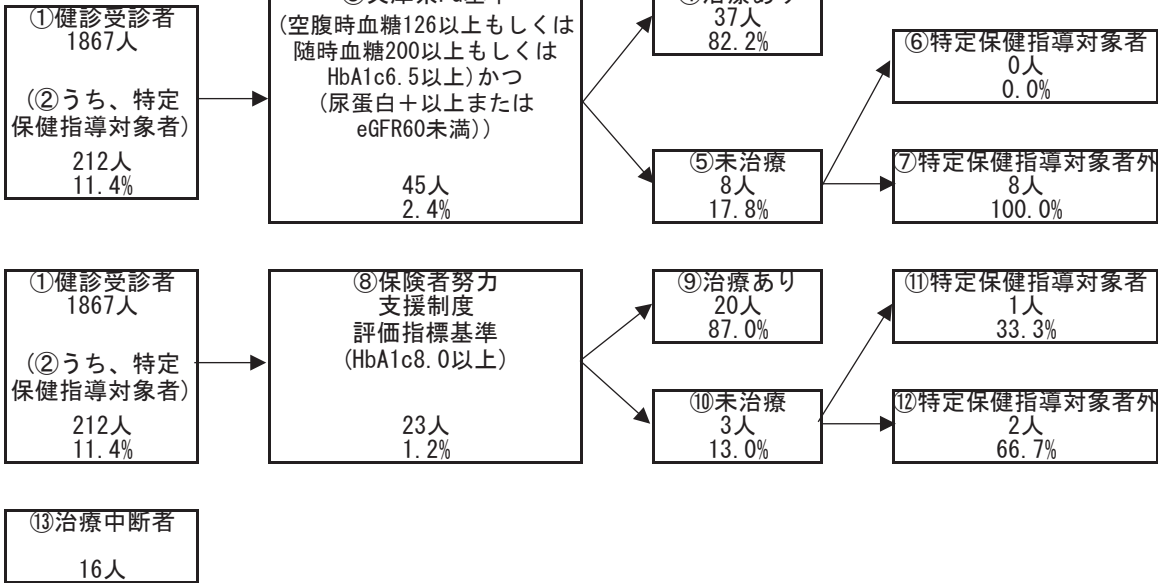 ①健診受診者
1867人
(②うち、特定
保健指導対象者)
212人
11.4%
(空腹時血糖126以上もしくは
随時血糖200以上もしくは
HbA1c6.5以上)かつ
(尿蛋白＋以上または
eGFR60未満))
45人
2.4%
37人
82.2%
⑤未治療
8人
17.8%
⑥特定保健指導対象者
0人
0.0%
⑦特定保健指導対象者外
8人
100.0%
①健診受診者
1867人
(②うち、特定
保健指導対象者)
212人
11.4%
⑧保険者努力
支援制度
評価指標基準
(HbA1c8.0以上)
23人
1.2%
⑨治療あり
20人
87.0%
⑩未治療
3人
13.0%
⑪特定保健指導対象者
1人
33.3%
⑫特定保健指導対象者外
2人
66.7%
⑬治療中断者
16人